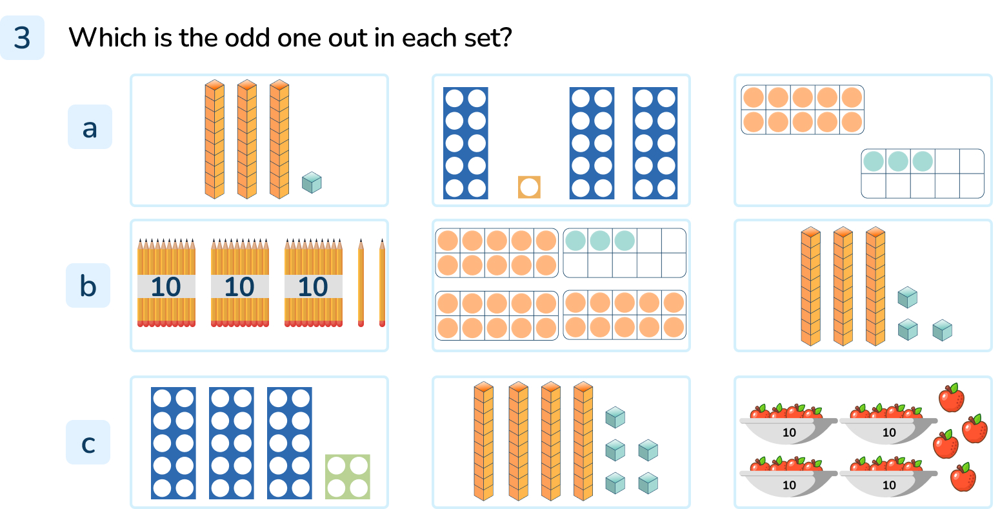 3 Which is the odd one out in each set?
a
b
10 10 10
c
10 10
10 10